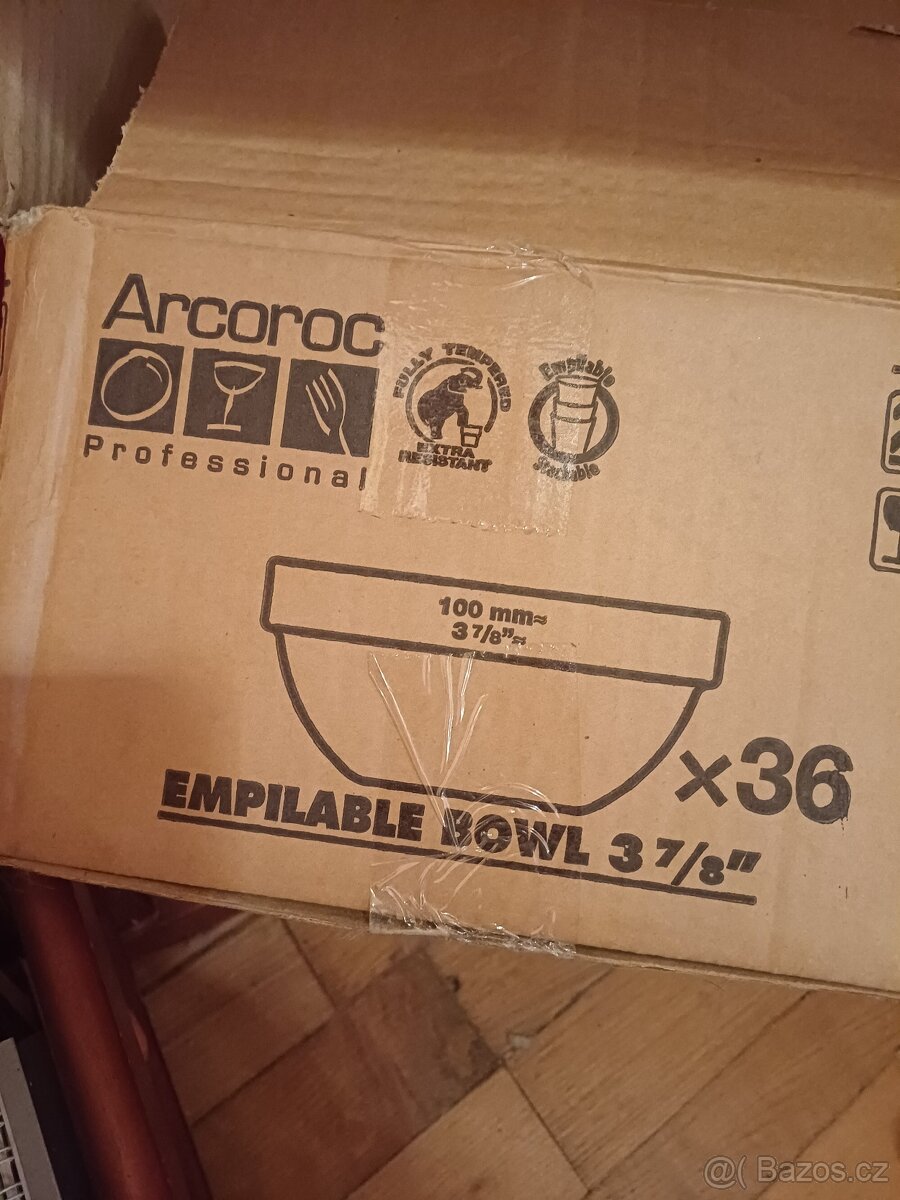 Arcoroc
Professional
FULLY TEMPERED
EXTRA
RESISTANT
Empilable
Stackable
100 mm≈
3 7/8”≈
×36
EMPILABLE BOWL 3 7/8”
@( Bazos.cz